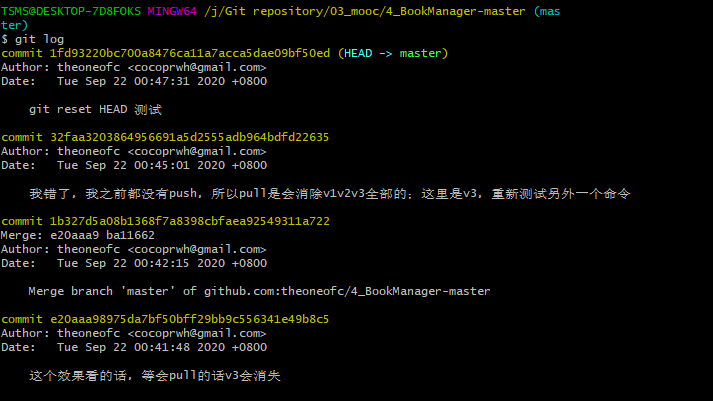 TSMS@DESKTOP-7D8FOKS MINGW64 /j/Git repository/03_mooc/4_BookManager-master (mas
ter)
$ git log
commit 1fd93220bc700a8476ca11a7acca5dae09bf50ed (HEAD -> master)
Author: theoneofc <cocoprwh@gmail.com>
Date:   Tue Sep 22 00:47:31 2020 +0800
git reset HEAD 测试
commit 32faa3203864956691a5d2555adb964bdfd22635
Author: theoneofc <cocoprwh@gmail.com>
Date:   Tue Sep 22 00:45:01 2020 +0800
我错了, 我之前都没有push, 所以pull是会消除v1v2v3全部的; 这里是v3, 重新测试另外一个命令
commit 1b327d5a08b1368f7a8398cbfaea92549311a722
Merge: e20aaa9 ba11662
Author: theoneofc <cocoprwh@gmail.com>
Date:   Tue Sep 22 00:42:15 2020 +0800
Merge branch 'master' of github.com:theoneofc/4_BookManager-master
commit e20aaa98975da7bf50bff29bb9c556341e49b8c5
Author: theoneofc <cocoprwh@gmail.com>
Date:   Tue Sep 22 00:41:48 2020 +0800
这个效果看的话, 等会pull的话v3会消失